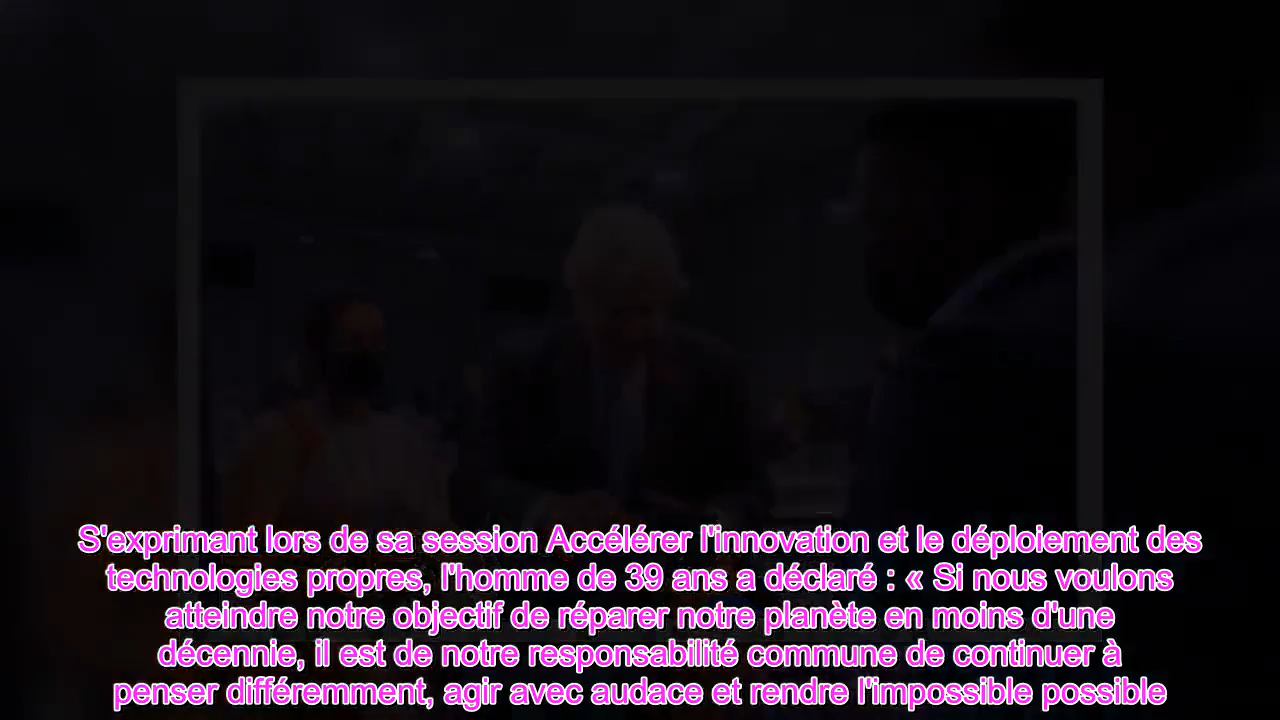 S'exprimant lors de sa session Accélérer l'innovation et le déploiement des
technologies propres, l'homme de 39 ans a déclaré : « Si nous voulons
atteindre notre objectif de réparer notre planète en moins d'une
décennie, il est de notre responsabilité commune de continuer à
penser différemment, agir avec audace et rendre l'impossible possible